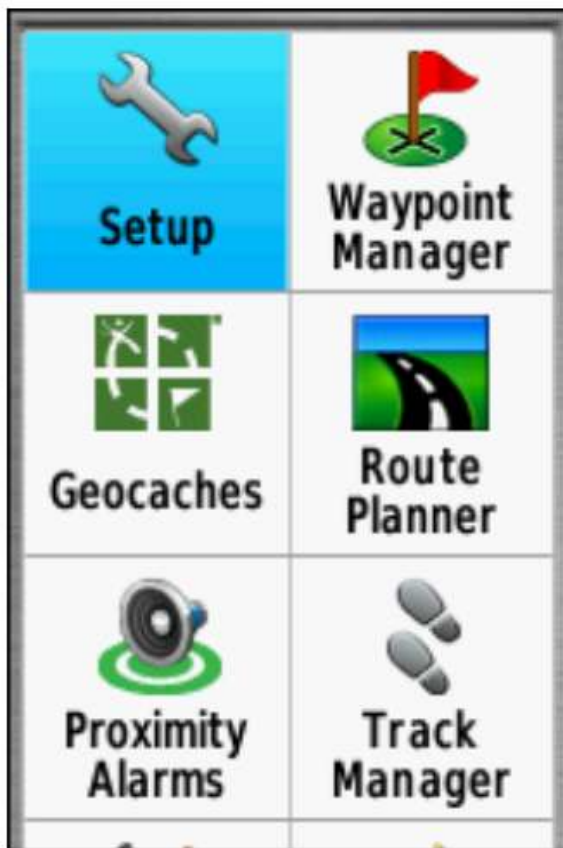 Setup
Waypoint
Manager
Geocaches
Route
Planner
Proximity
Alarms
Track
Manager